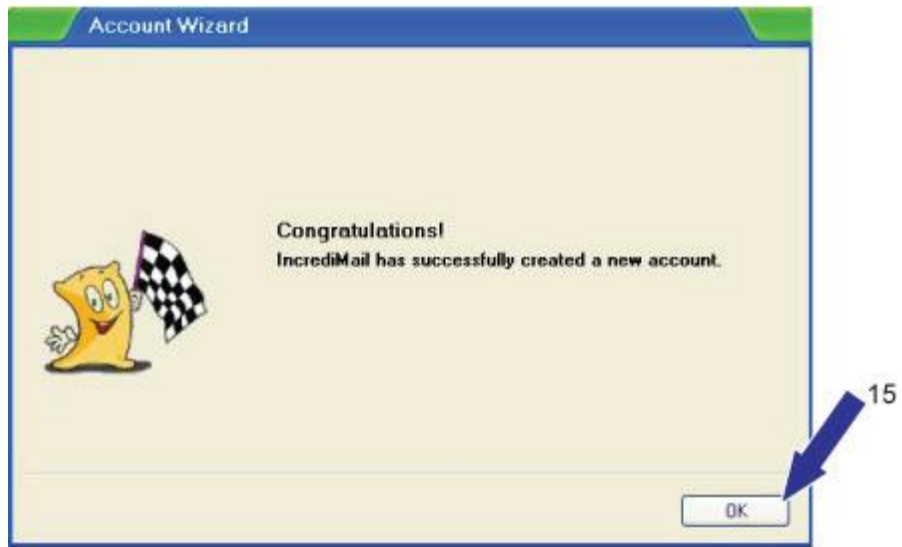 Account Wizard
Congratulations!
IncrediMail has successfully created a new account.
15
OK